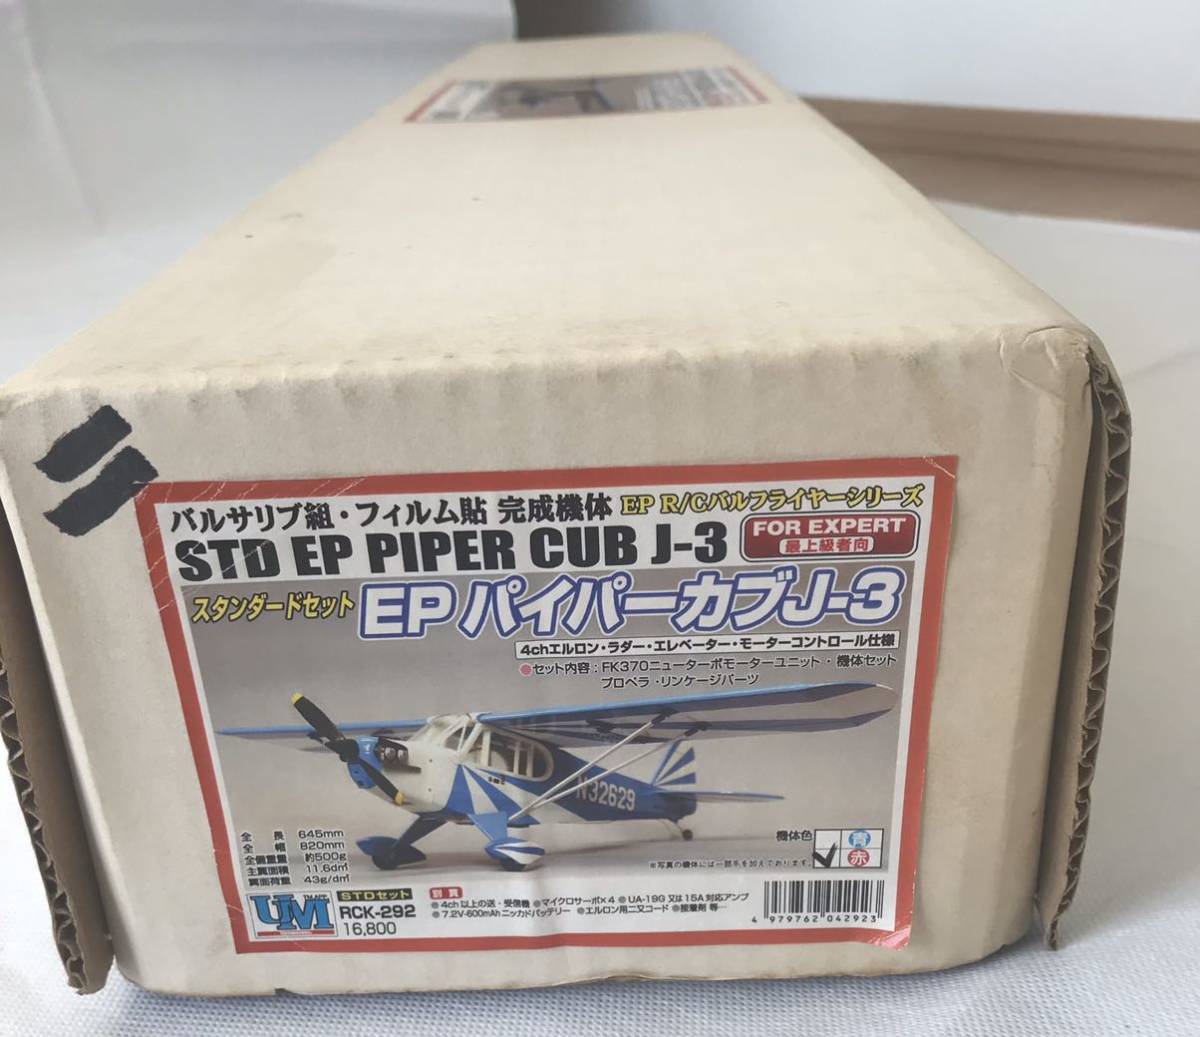 バルサリブ組・フィルム貼 完成機体 EP R/Cバルフライヤーシリーズ
STD EP PIPER CUB J-3
FOR EXPERT
最上級者向
スタンダードセット EP パイパーカブJ-3
4chエルロン・ラダー・エレベーター・モーターコントロール仕様
●セット内容：FK370ニューターボモーターユニット・機体セット
プロペラ・リンケージパーツ
N32629
全長 645mm
全幅 820mm
全備重量 約500g
主翼面積 11.6d㎡
翼面荷重 43g/d㎡
機体色 青
赤
※写真の機体には一部手を加えてあります。
UM
STDセット
RCK-292
16,800
別買
●4ch以上の送・受信機 ●マイクロサーボ×4 ●UA-19G 又は 15A 対応アンプ
●7.2V-600mAhニッカドバッテリー ●エルロン用二又コード ●接着剤 等…
4 979762 042923